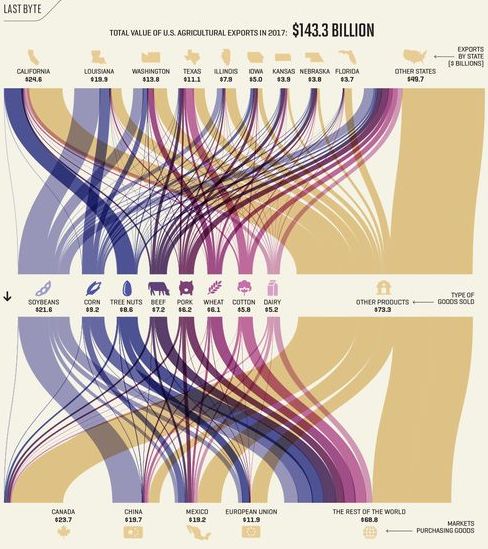 LAST BYTE
TOTAL VALUE OF U.S. AGRICULTURAL EXPORTS IN 2017: $143.3 BILLION
EXPORTS
BY STATE
[$ BILLIONS]
CALIFORNIA
$24.6
LOUISIANA
$19.9
WASHINGTON
$13.8
TEXAS
$11.1
ILLINOIS
$7.9
IOWA
$5.0
KANSAS
$3.9
NEBRASKA
$3.8
FLORIDA
$3.7
OTHER STATES
$49.7
SOYBEANS
$21.6
CORN
$9.2
TREE NUTS
$8.6
BEEF
$7.2
PORK
$6.2
WHEAT
$6.1
COTTON
$5.8
DAIRY
$5.2
OTHER PRODUCTS
$73.3
TYPE OF
GOODS SOLD
CANADA
$23.7
CHINA
$19.7
MEXICO
$19.2
EUROPEAN UNION
$11.9
THE REST OF THE WORLD
$68.8
MARKETS
PURCHASING GOODS